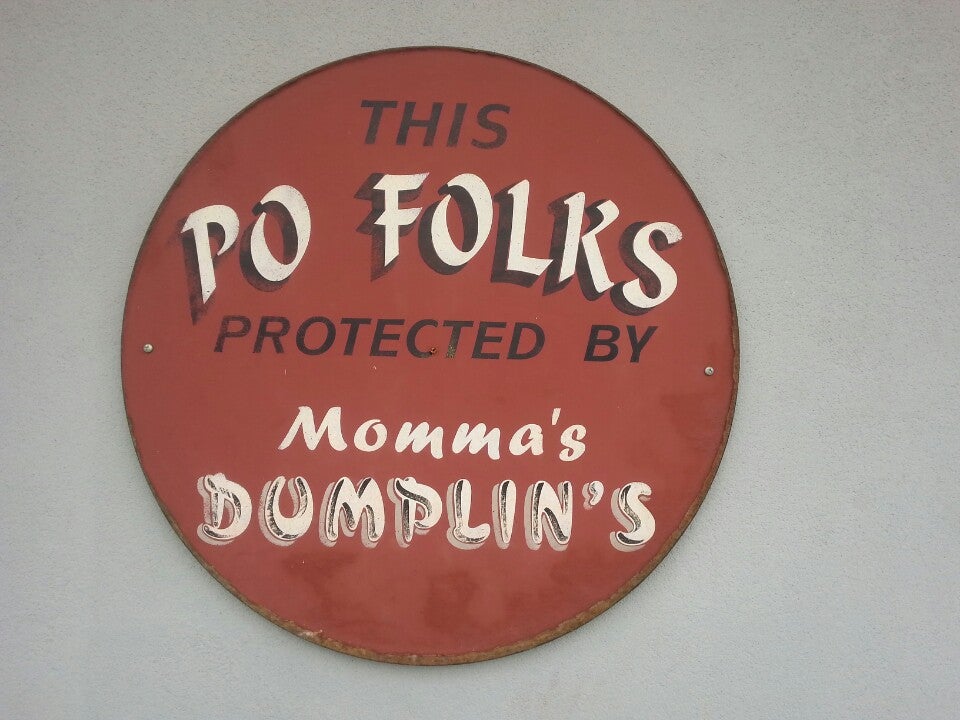 THIS
PO FOLKS
PROTECTED BY
Momma's
DUMPLIN'S